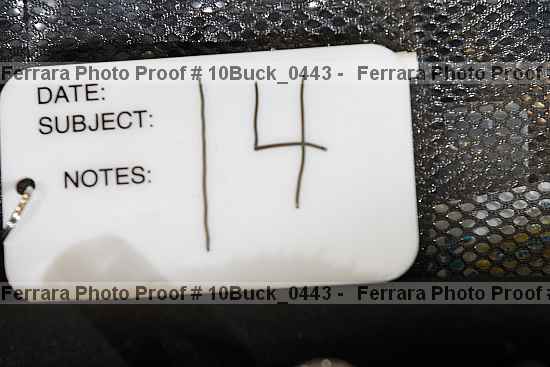 Ferrara Photo Proof # 10Buck_0443 - Ferrara Photo Proof #
DATE:
SUBJECT:
NOTES:
14
Ferrara Photo Proof # 10Buck_0443 - Ferrara Photo Proof #